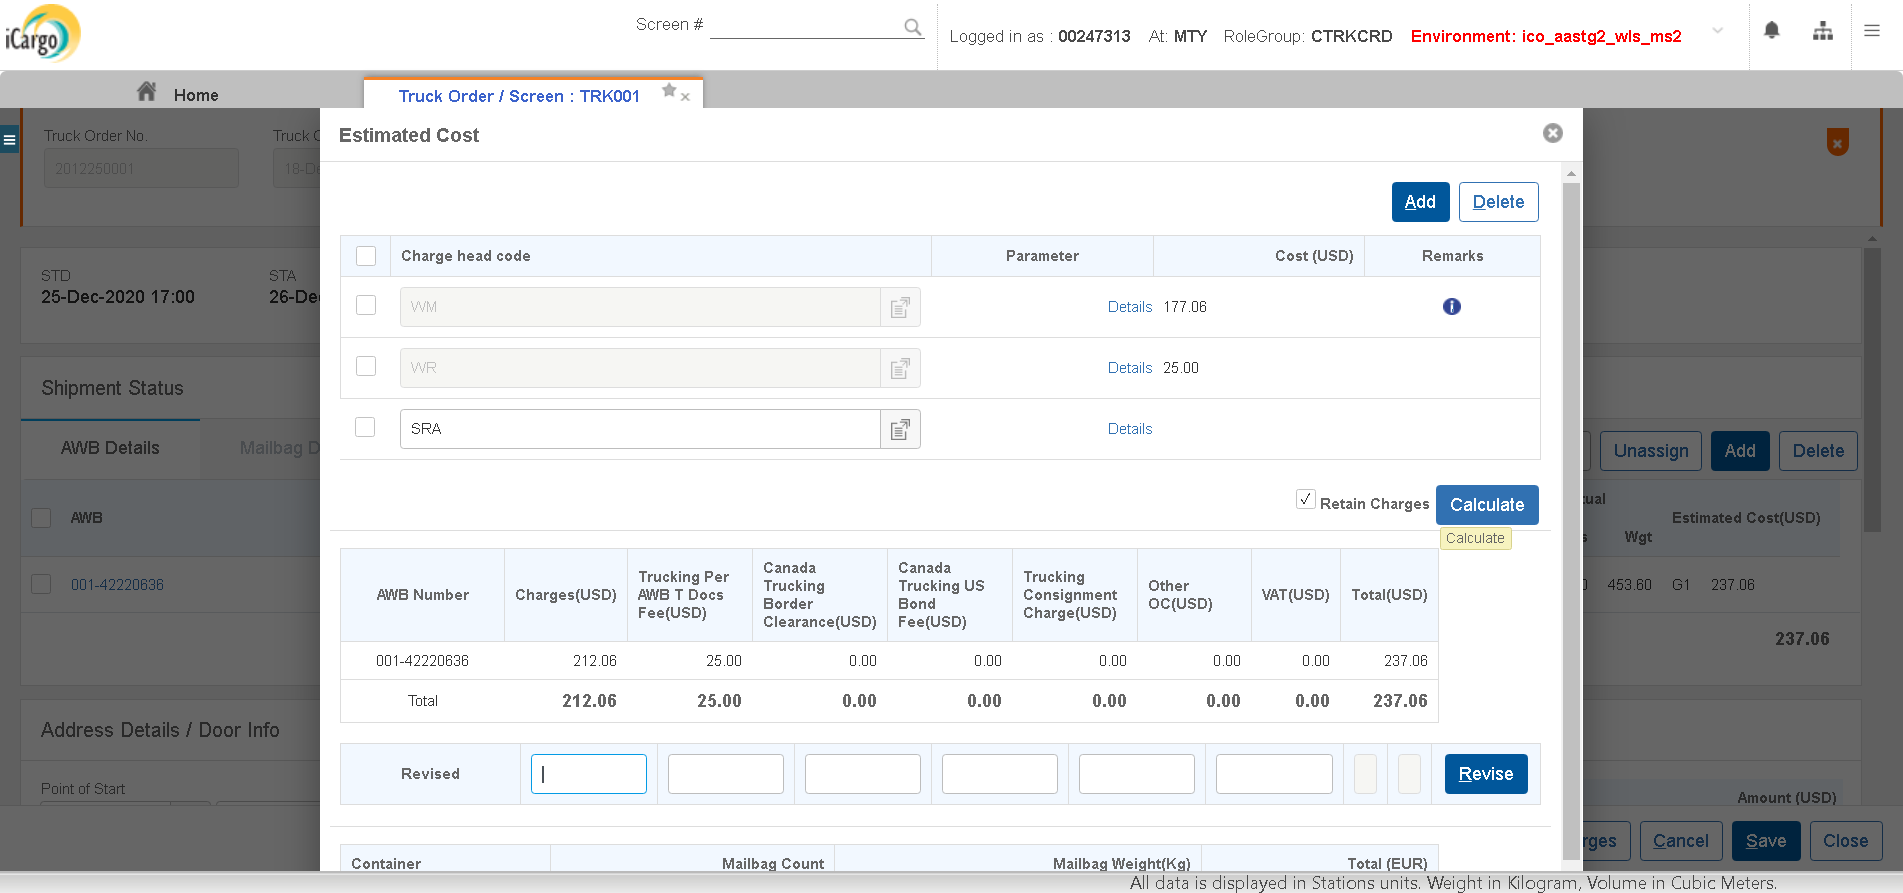 iCargo
Screen #
Logged in as : 00247313 At: MTY RoleGroup: CTRKCRD Environment: ico_aastg2_wls_ms2
Home
Truck Order / Screen : TRK001
Truck Order No.
Truck O
2012250001
18-De
Estimated Cost
Add Delete
Charge head code Parameter Cost (USD) Remarks
WM Details 177.06
WR Details 25.00
SRA Details
STD
STA
25-Dec-2020 17:00
26-De
Shipment Status
AWB Details
Mailbag D
AWB
001-42220636
Unassign Add Delete
tual
Estimated Cost(USD)
s Wgt
453.60 G1 237.06
237.06
Retain Charges Calculate
Calculate
AWB Number Charges(USD) Trucking Per AWB T Docs Fee(USD) Canada Trucking Border Clearance(USD) Canada Trucking US Bond Fee(USD) Trucking Consignment Charge(USD) Other OC(USD) VAT(USD) Total(USD)
001-42220636 212.06 25.00 0.00 0.00 0.00 0.00 0.00 237.06
Total 212.06 25.00 0.00 0.00 0.00 0.00 0.00 237.06
Revised Revise
Address Details / Door Info
Point of Start
Amount (USD)
Container Mailbag Count Mailbag Weight(Kg) Total (EUR)
rges Cancel Save Close
All data is displayed in Stations units. Weight in Kilogram, Volume in Cubic Meters.